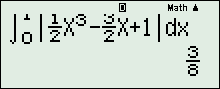 D Math ▲
∫₀¹ |½X³−³⁄₂X+1| dx
3/8